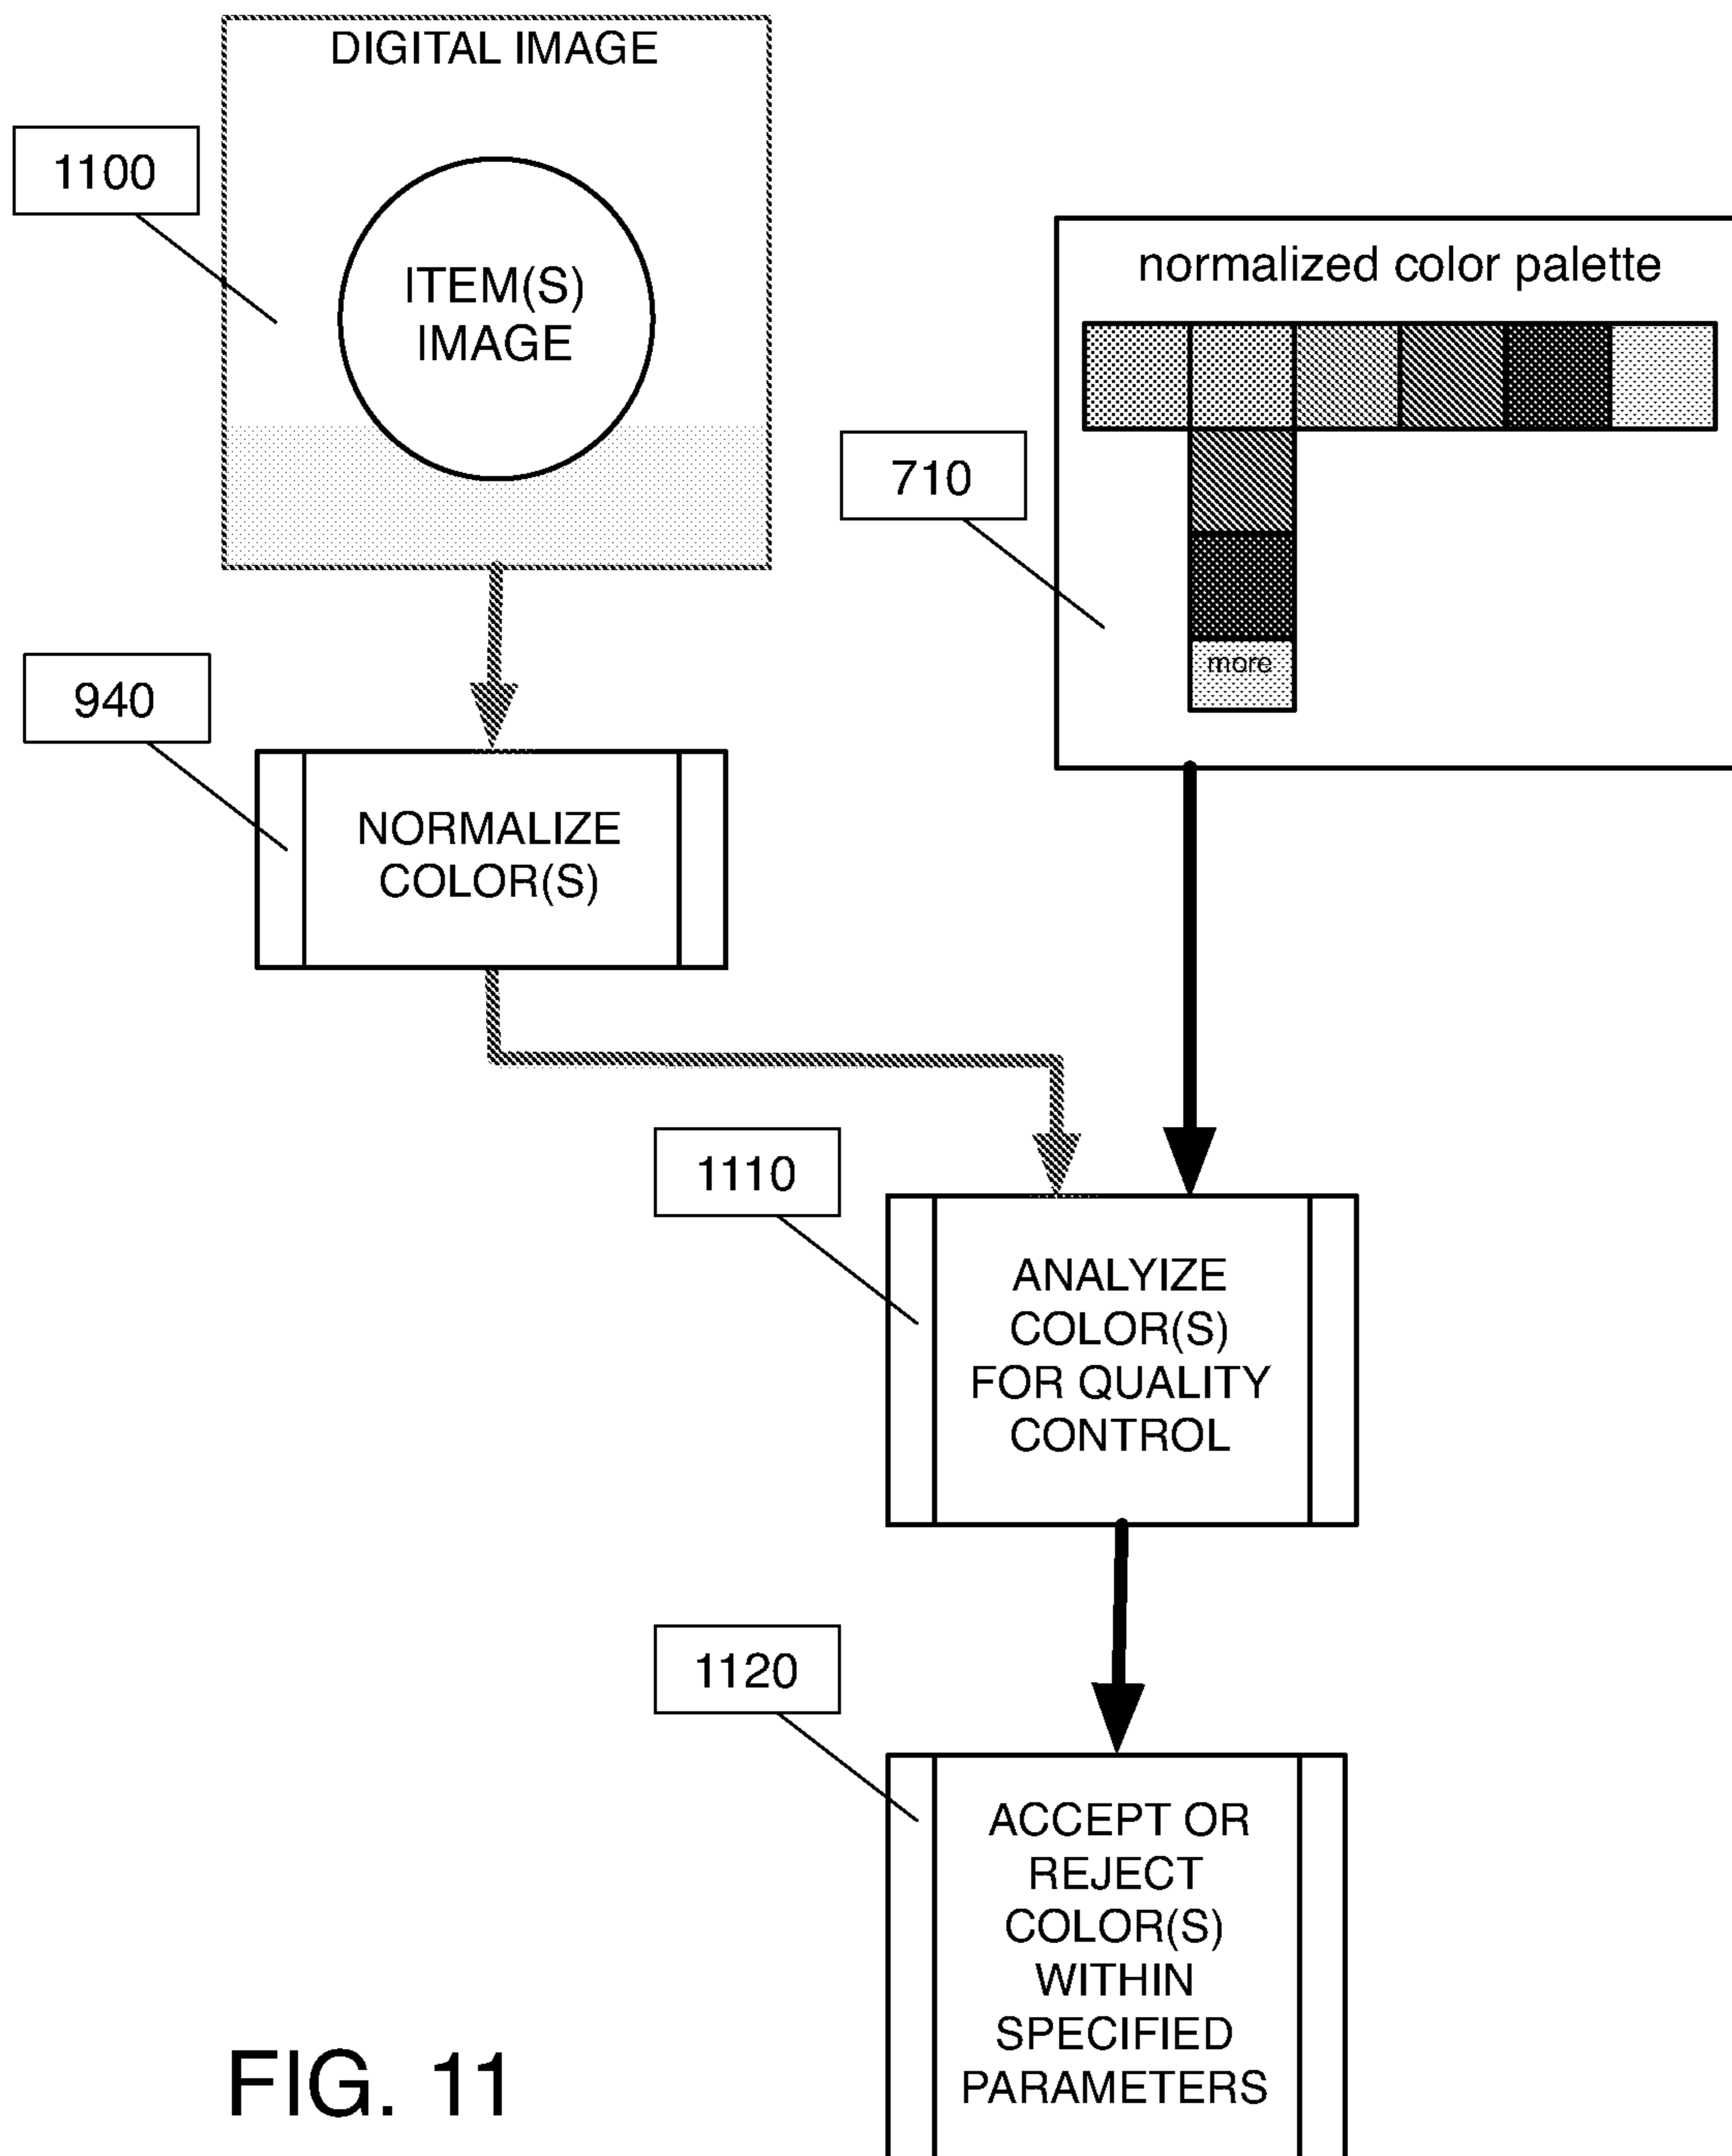 DIGITAL IMAGE
1100
ITEM(S)
IMAGE
normalized color palette
710
more
940
NORMALIZE
COLOR(S)
1110
ANALYIZE
COLOR(S)
FOR QUALITY
CONTROL
1120
ACCEPT OR
REJECT
COLOR(S)
WITHIN
SPECIFIED
PARAMETERS
FIG. 11